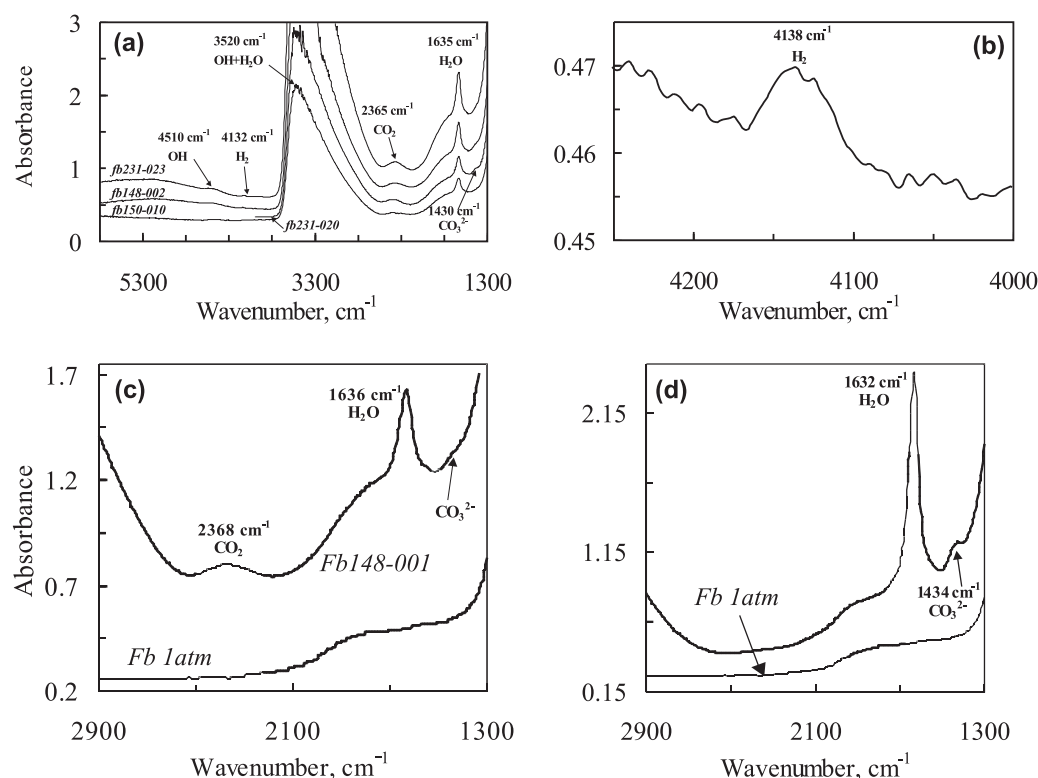 (a)
3520 cm-1
OH+H2O
1635 cm-1
H2O
2365 cm-1
CO2
4510 cm-1
OH
4132 cm-1
H2
fb231-023
fb148-002
fb150-010
fb231-020
1430 cm-1
CO32-
3
2
1
0
Absorbance
5300
3300
1300
Wavenumber, cm-1
(b)
4138 cm-1
H2
0.47
0.46
0.45
4200
4100
4000
Wavenumber, cm-1
(c)
1636 cm-1
H2O
2368 cm-1
CO2
CO32-
Fb148-001
Fb 1atm
1.7
1.2
0.7
0.2
Absorbance
2900
2100
1300
Wavenumber, cm-1
(d)
1632 cm-1
H2O
Fb 1atm
1434 cm-1
CO32-
2.15
1.15
0.15
2900
2100
1300
Wavenumber, cm-1